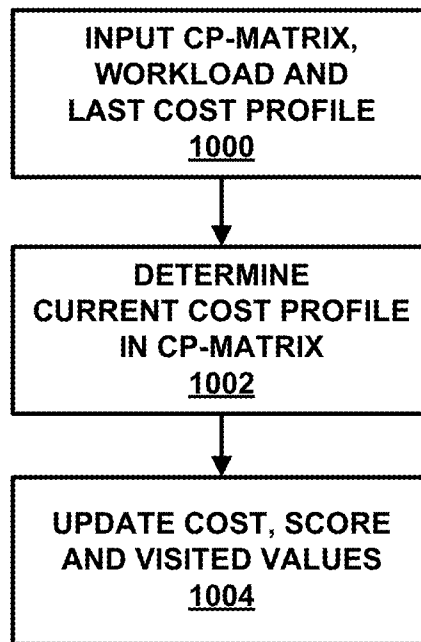 INPUT CP-MATRIX,
WORKLOAD AND
LAST COST PROFILE
1000
DETERMINE
CURRENT COST PROFILE
IN CP-MATRIX
1002
UPDATE COST, SCORE
AND VISITED VALUES
1004